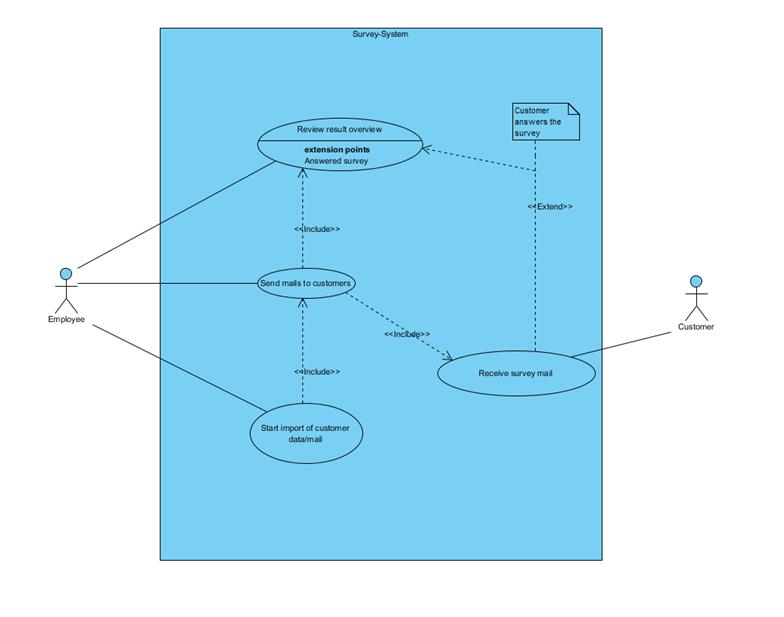 Survey-System
Customer
answers the
survey
Review result overview
extension points
Answered survey
<<Extend>>
<<Include>>
Send mails to customers
Employee
Customer
<<Include>>
<<Include>>
Receive survey mail
Start import of customer
data/mail